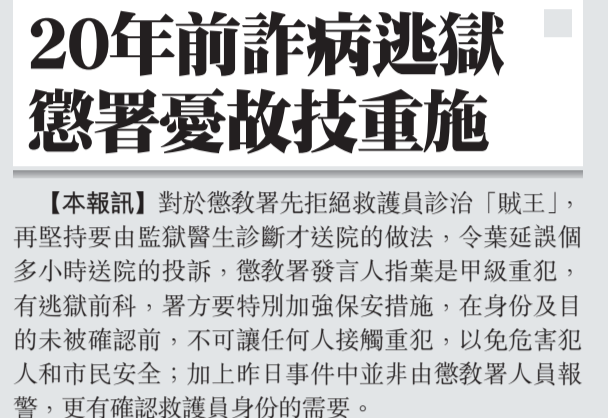 20年前詐病逃獄
懲署憂故技重施
【本報訊】對於懲教署先拒絕救護員診治「賊王」，
再堅持要由監獄醫生診斷才送院的做法，令葉延誤個
多小時送院的投訴，懲教署發言人指葉是甲級重犯，
有逃獄前科，署方要特別加強保安措施，在身份及目
的未被確認前，不可讓任何人接觸重犯，以免危害犯
人和市民安全；加上昨日事件中並非由懲教署人員報
警，更有確認救護員身份的需要。